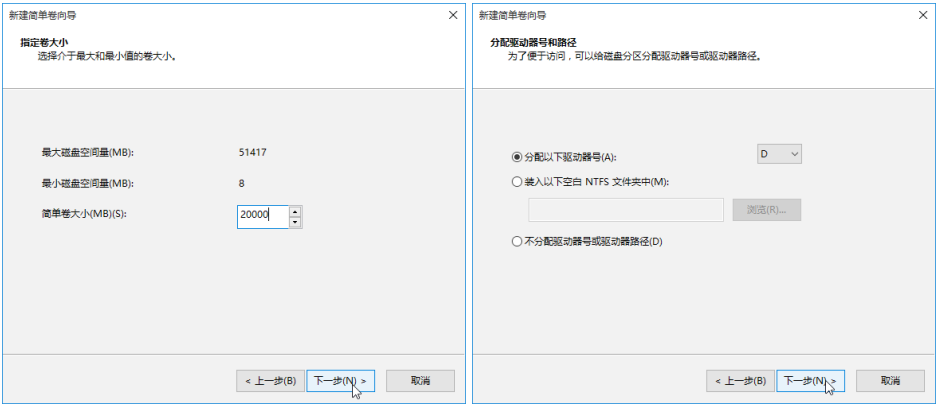 新建简单卷向导
指定卷大小
选择介于最大和最小值的卷大小。
最大磁盘空间量(MB): 51417
最小磁盘空间量(MB): 8
简单卷大小(MB)(S): 20000
< 上一步(B) 下一步(N) > 取消
新建简单卷向导
分配驱动器号和路径
为了便于访问，可以给磁盘分区分配驱动器号或驱动器路径。
分配以下驱动器号(A): D
装入以下空白 NTFS 文件夹中(M):
浏览(R)...
不分配驱动器号或驱动器路径(D)
< 上一步(B) 下一步(N) > 取消